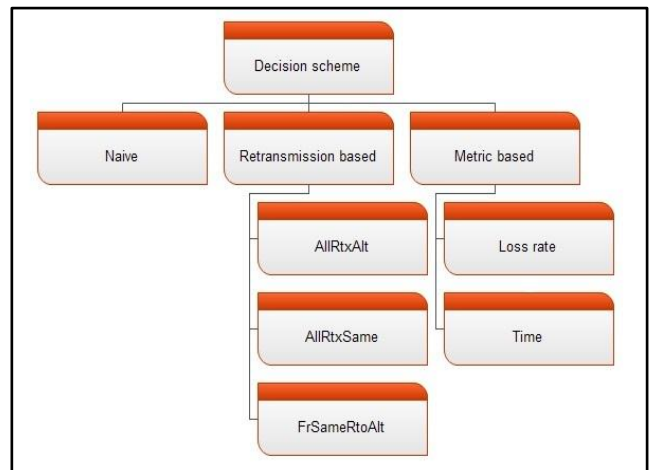 Decision scheme
Naive
Retransmission based
Metric based
AllRtxAlt
Loss rate
AllRtxSame
Time
FrSameRtoAlt